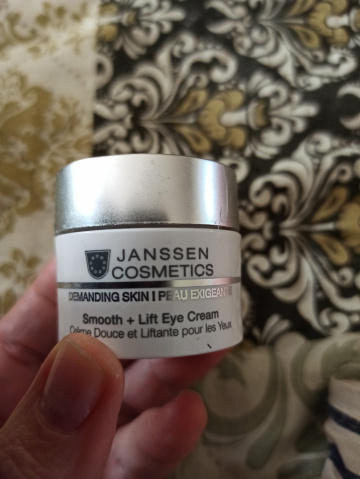 JANSSEN
COSMETICS
DEMANDING SKIN | PEAU EXIGEANTE
Smooth + Lift Eye Cream
Crème Douce et Liftante pour les Yeux